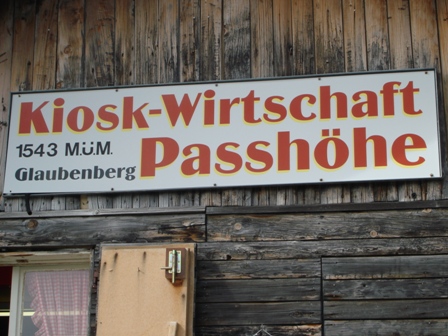 Kiosk-Wirtschaft
1543 M.ü.M.
Glaubenberg
Passhöhe